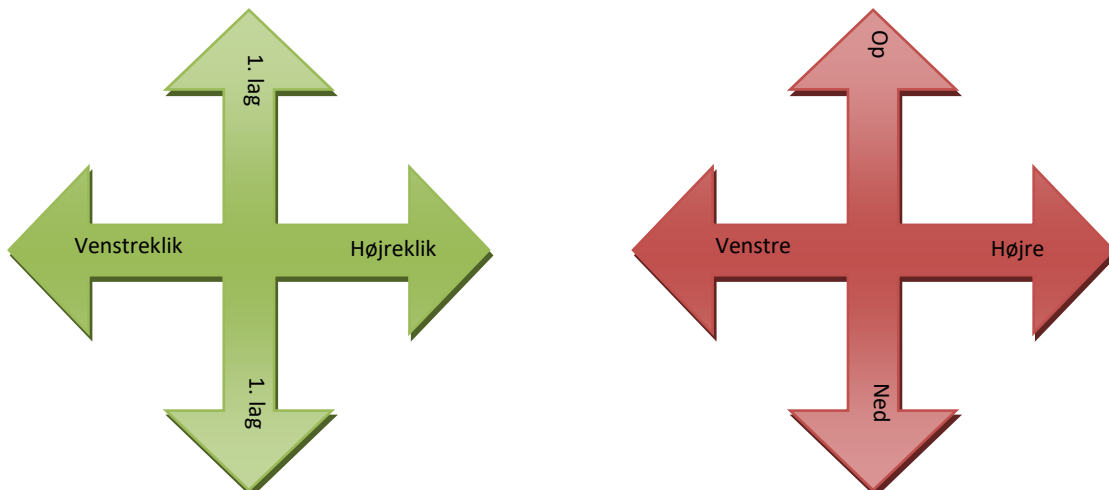 1. lag
Venstreklik
Højreklik
1. lag
Op
Venstre
Højre
Ned